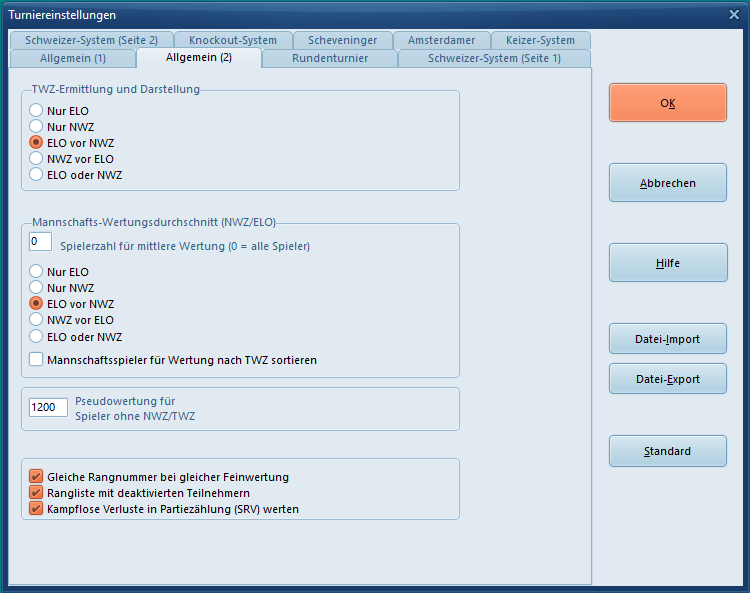 Turniereinstellungen
Schweizer-System (Seite 2)
Knockout-System
Scheveninger
Amsterdamer
Keizer-System
Allgemein (1)
Allgemein (2)
Rundenturnier
Schweizer-System (Seite 1)
TWZ-Ermittlung und Darstellung
Nur ELO
Nur NWZ
ELO vor NWZ
NWZ vor ELO
ELO oder NWZ
Mannschafts-Wertungsdurchschnitt (NWZ/ELO)
0
Spielerzahl für mittlere Wertung (0 = alle Spieler)
Nur ELO
Nur NWZ
ELO vor NWZ
NWZ vor ELO
ELO oder NWZ
Mannschaftsspieler für Wertung nach TWZ sortieren
1200
Pseudowertung für
Spieler ohne NWZ/TWZ
Gleiche Rangnummer bei gleicher Feinwertung
Rangliste mit deaktivierten Teilnehmern
Kampflose Verluste in Partiezählung (SRV) werten
OK
Abbrechen
Hilfe
Datei-Import
Datei-Export
Standard